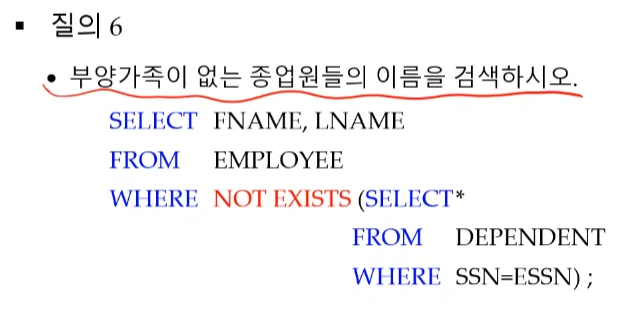 ▪ 질의 6
• 부양가족이 없는 종업원들의 이름을 검색하시오.
SELECT FNAME, LNAME
FROM EMPLOYEE
WHERE NOT EXISTS (SELECT*
FROM DEPENDENT
WHERE SSN=ESSN) ;